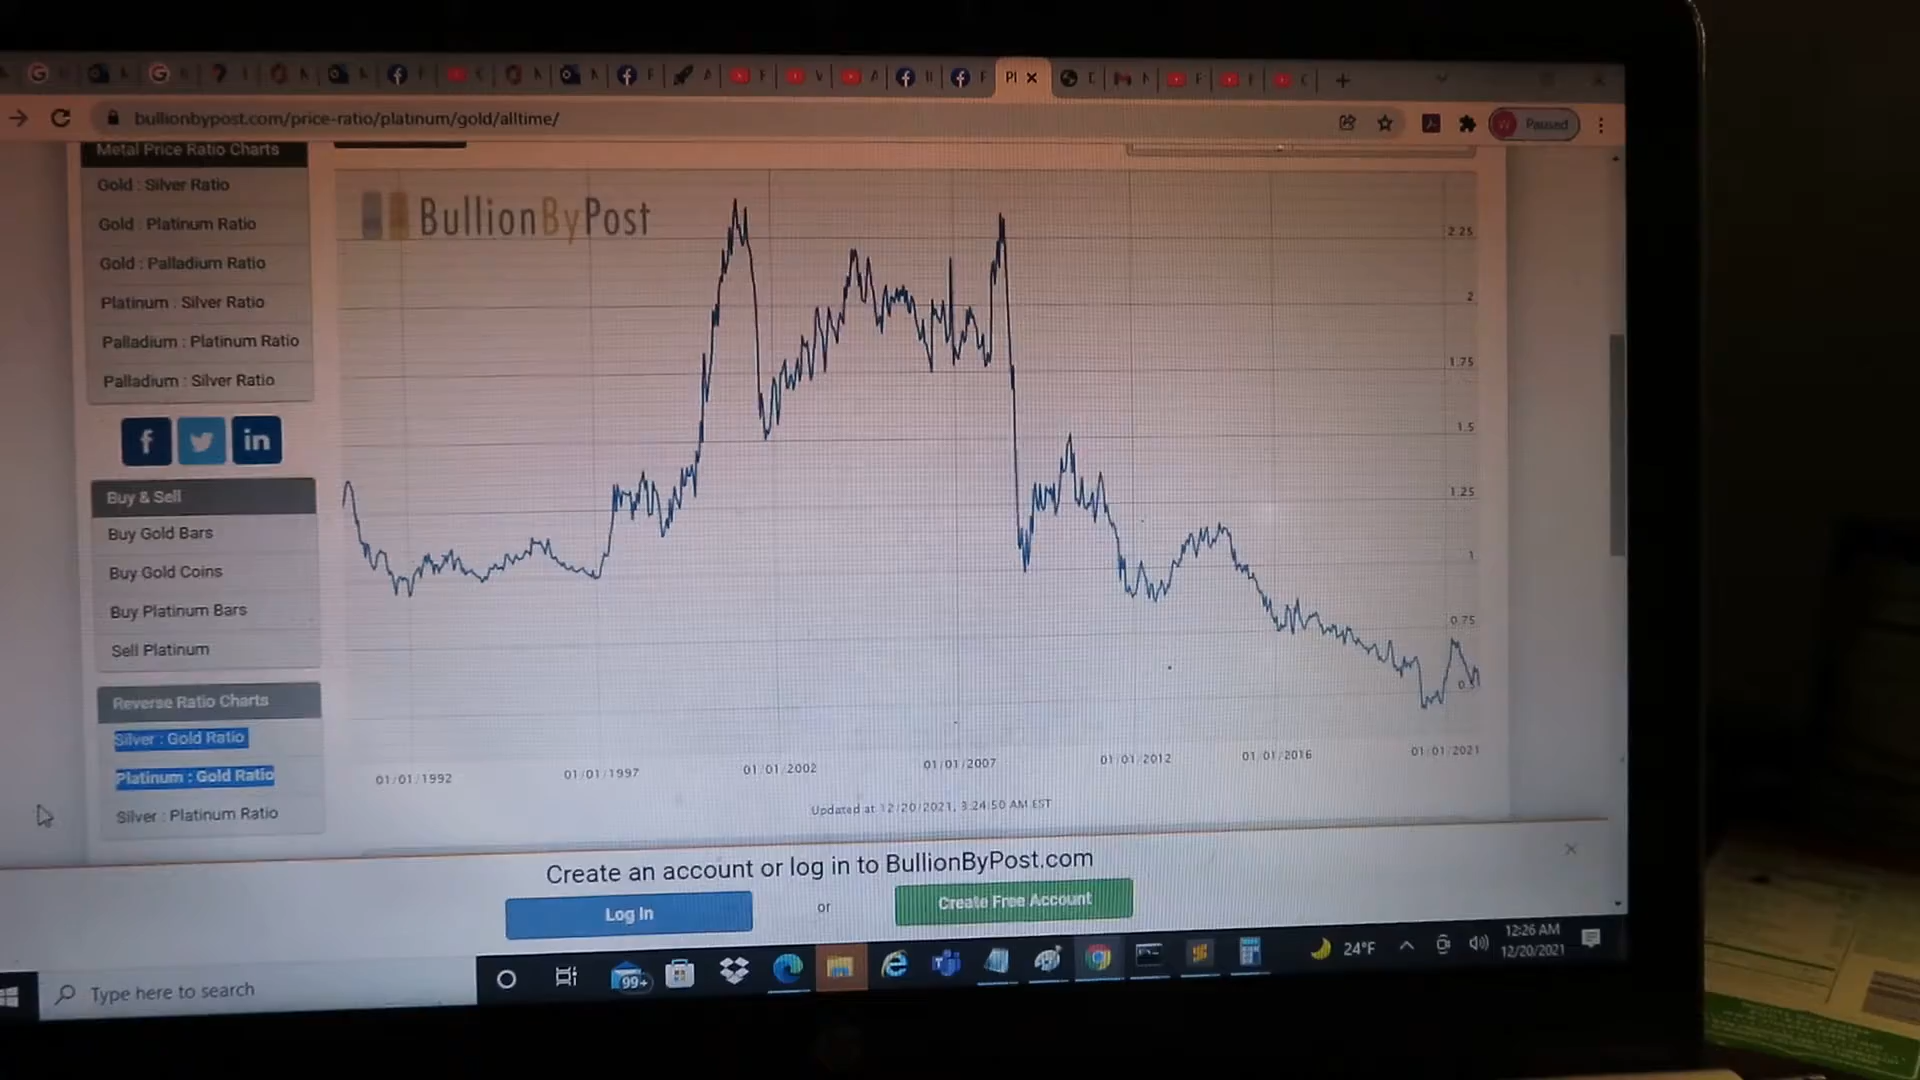 PI
bullionbypost.com/price-ratio/platinum/gold/alltime/
Paused
Metal Price Ratio Charts
Gold : Silver Ratio
Gold : Platinum Ratio
Gold : Palladium Ratio
Platinum : Silver Ratio
Palladium : Platinum Ratio
Palladium : Silver Ratio
Buy & Sell
Buy Gold Bars
Buy Gold Coins
Buy Platinum Bars
Sell Platinum
Reverse Ratio Charts
Silver : Gold Ratio
Platinum : Gold Ratio
Silver : Platinum Ratio
BullionByPost
2.25
2
1.75
1.5
1.25
1
0.75
0.5
01/01/1992
01/01/1997
01/01/2002
01/01/2007
01/01/2012
01/01/2016
01/01/2021
Updated at 12/20/2021, 3:24:50 AM EST
Create an account or log in to BullionByPost.com
Log In
or
Create Free Account
Type here to search
99+
24°F
12:26 AM
12/20/2021